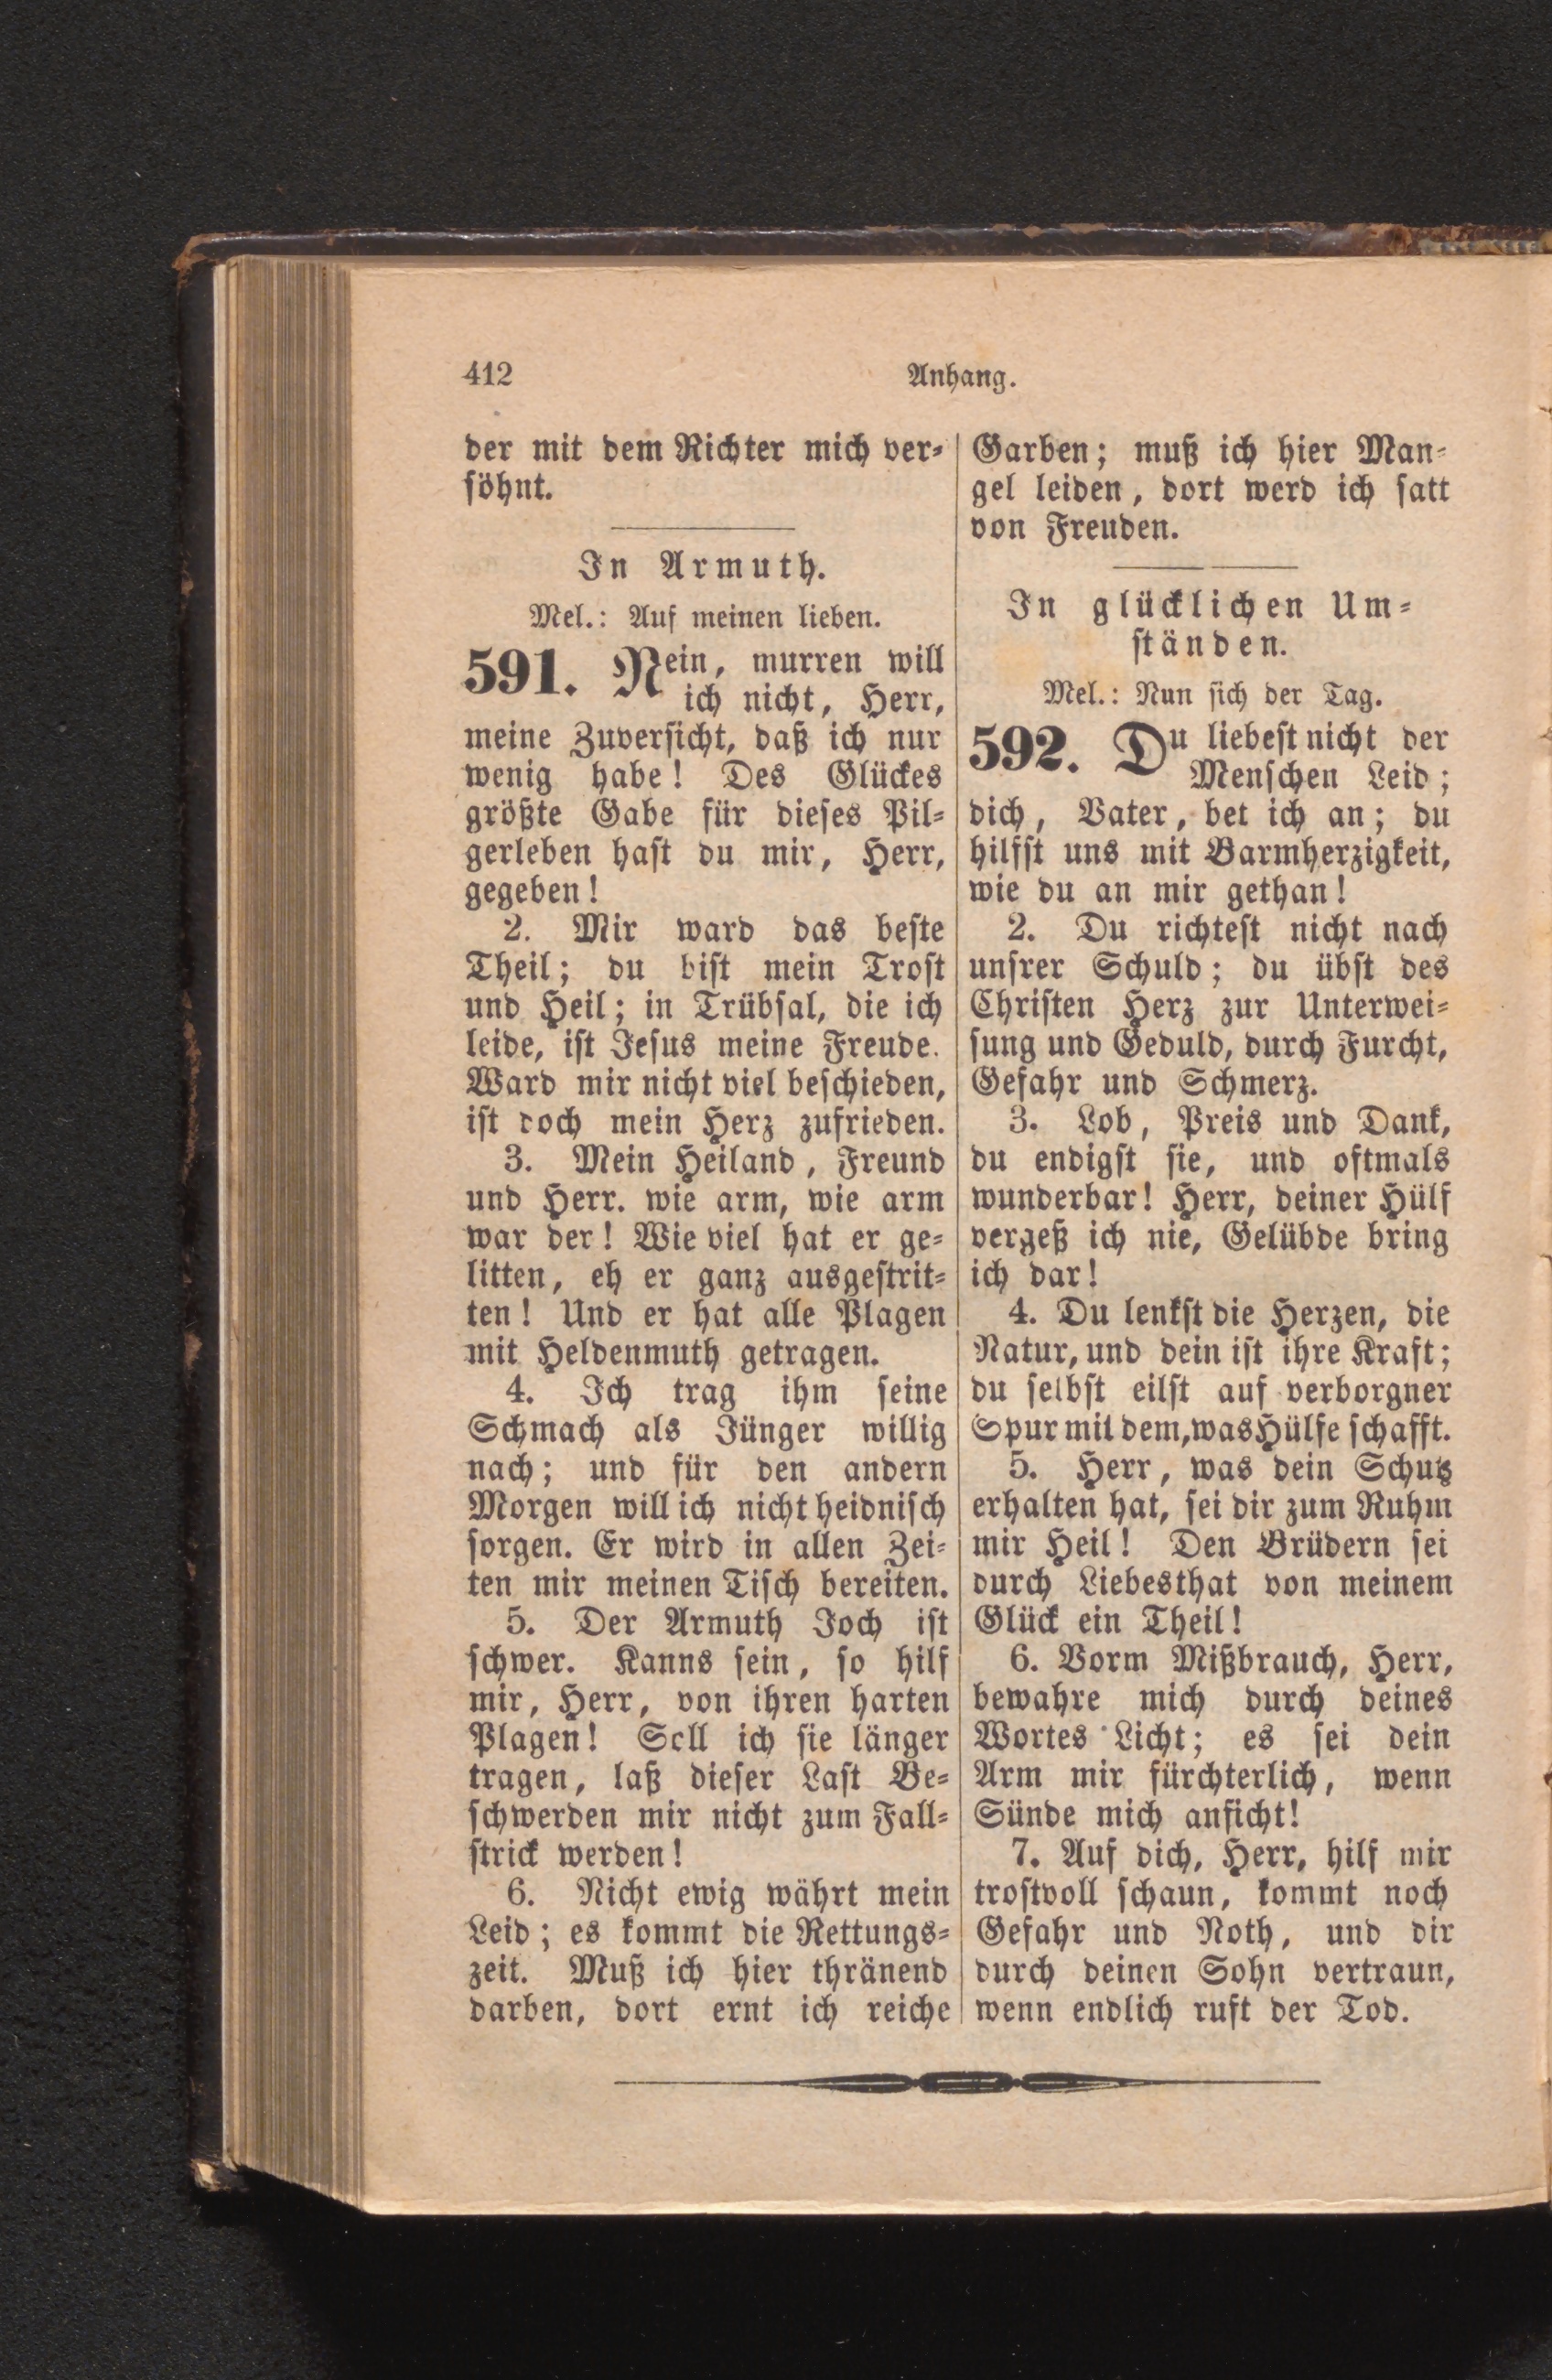 412
Anhang.
der mit dem Richter mich ver-
söhnt.
In Armuth.
Mel.: Auf meinen lieben.
591. Nein, murren will
ich nicht, Herr,
meine Zuversicht, daß ich nur
wenig habe! Des Glückes
größte Gabe für dieses Pil-
gerleben hast du mir, Herr,
gegeben!
2. Mir ward das beste
Theil; du bist mein Trost
und Heil; in Trübsal, die ich
leide, ist Jesus meine Freude.
Ward mir nicht viel beschieden,
ist doch mein Herz zufrieden.
3. Mein Heiland, Freund
und Herr. wie arm, wie arm
war der! Wie viel hat er ge-
litten, eh er ganz ausgestrit-
ten! Und er hat alle Plagen
mit Heldenmuth getragen.
4. Ich trag ihm seine
Schmach als Jünger willig
nach; und für den andern
Morgen will ich nicht heidnisch
sorgen. Er wird in allen Zei-
ten mir meinen Tisch bereiten.
5. Der Armuth Joch ist
schwer. Kanns sein, so hilf
mir, Herr, von ihren harten
Plagen! Soll ich sie länger
tragen, laß dieser Last Be-
schwerden mir nicht zum Fall-
strick werden!
6. Nicht ewig währt mein
Leid; es kommt die Rettungs-
zeit. Muß ich hier thränend
darben, dort ernt ich reiche
Garben; muß ich hier Man-
gel leiden, dort werd ich satt
von Freuden.
In glücklichen Um-
ständen.
Mel.: Nun sich der Tag.
592. Du liebest nicht der
Menschen Leid;
dich, Vater, bet ich an; du
hilfst uns mit Barmherzigkeit,
wie du an mir gethan!
2. Du richtest nicht nach
unsrer Schuld; du übst des
Christen Herz zur Unterwei-
sung und Geduld, durch Furcht,
Gefahr und Schmerz.
3. Lob, Preis und Dank,
du endigst sie, und oftmals
wunderbar! Herr, deiner Hülf
vergeß ich nie, Gelübde bring
ich dar!
4. Du lenkst die Herzen, die
Natur, und dein ist ihre Kraft;
du selbst eilst auf verborgner
Spur mit dem, was Hülfe schafft.
5. Herr, was dein Schutz
erhalten hat, sei dir zum Ruhm
mir Heil! Den Brüdern sei
durch Liebesthat von meinem
Glück ein Theil!
6. Vorm Mißbrauch, Herr,
bewahre mich durch deines
Wortes Licht; es sei dein
Arm mir fürchterlich, wenn
Sünde mich anficht!
7. Auf dich, Herr, hilf mir
trostvoll schaun, kommt noch
Gefahr und Noth, und dir
durch deinen Sohn vertraun,
wenn endlich ruft der Tod.